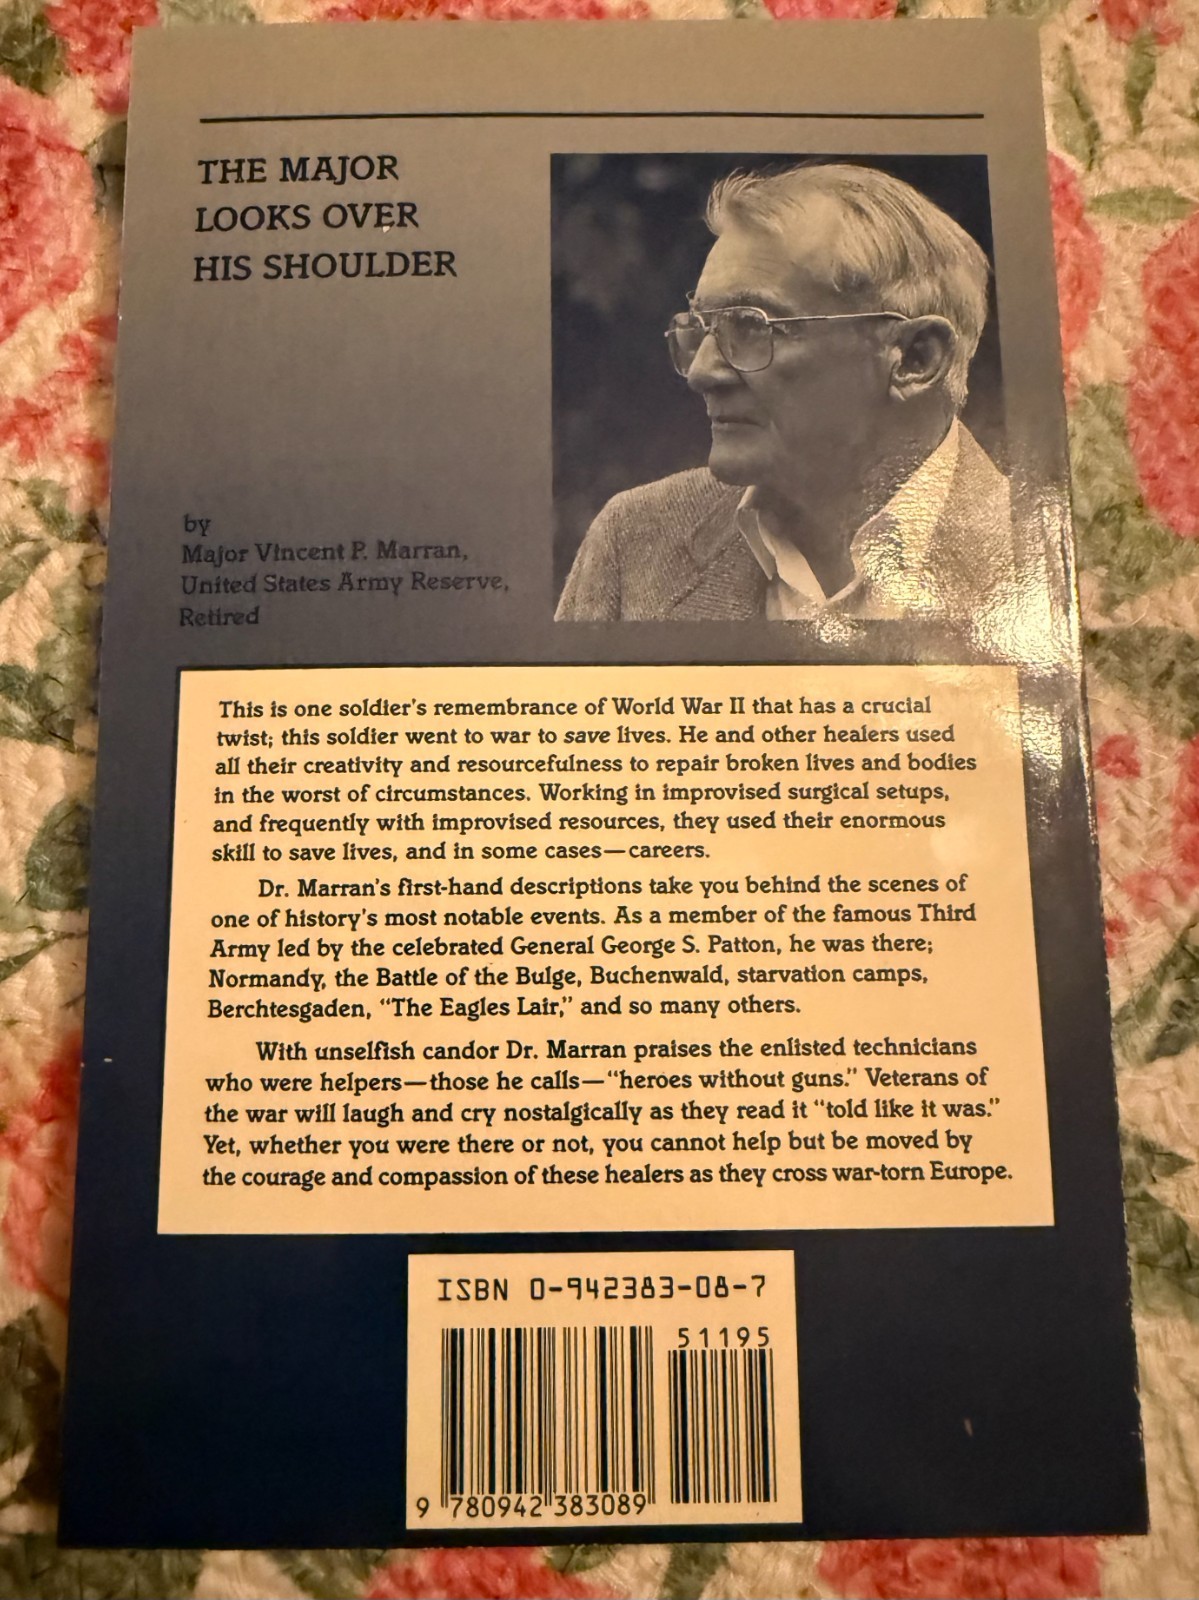 THE MAJOR
LOOKS OVER
HIS SHOULDER
by
Major Vincent P. Marran,
United States Army Reserve,
Retired
This is one soldier's remembrance of World War II that has a crucial
twist; this soldier went to war to save lives. He and other healers used
all their creativity and resourcefulness to repair broken lives and bodies
in the worst of circumstances. Working in improvised surgical setups,
and frequently with improvised resources, they used their enormous
skill to save lives, and in some cases—careers.
Dr. Marran's first-hand descriptions take you behind the scenes of
one of history's most notable events. As a member of the famous Third
Army led by the celebrated General George S. Patton, he was there;
Normandy, the Battle of the Bulge, Buchenwald, starvation camps,
Berchtesgaden, "The Eagles Lair," and so many others.
With unselfish candor Dr. Marran praises the enlisted technicians
who were helpers—those he calls—"heroes without guns." Veterans of
the war will laugh and cry nostalgically as they read it "told like it was."
Yet, whether you were there or not, you cannot help but be moved by
the courage and compassion of these healers as they cross war-torn Europe.
ISBN 0-942383-08-7
51195
9 780942 383089